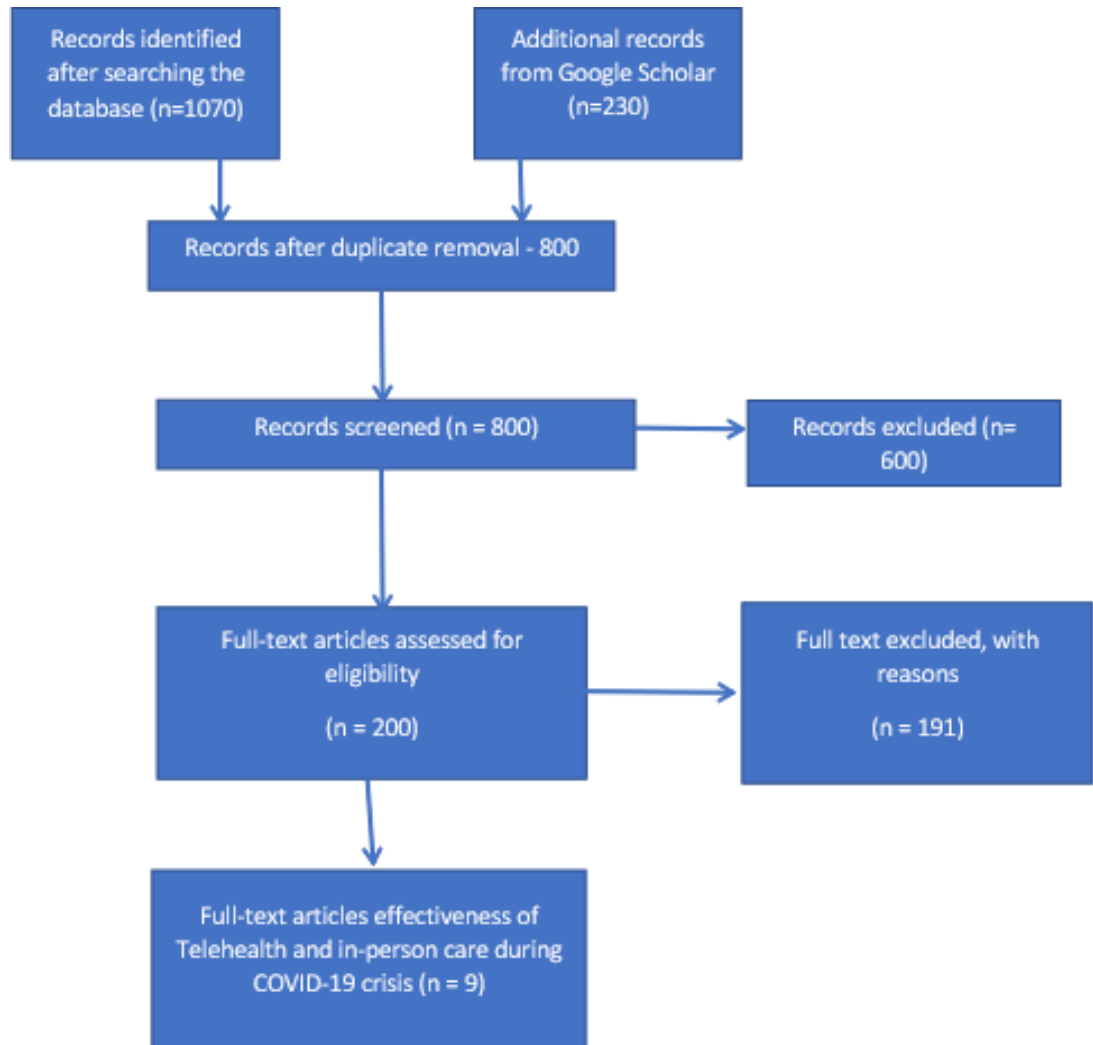 Records identified
after searching the
database (n=1070)
Additional records
from Google Scholar
(n=230)
Records after duplicate removal - 800
Records screened (n = 800)
Records excluded (n=
600)
Full-text articles assessed for
eligibility
(n = 200)
Full text excluded, with
reasons
(n = 191)
Full-text articles effectiveness of
Telehealth and in-person care during
COVID-19 crisis (n = 9)